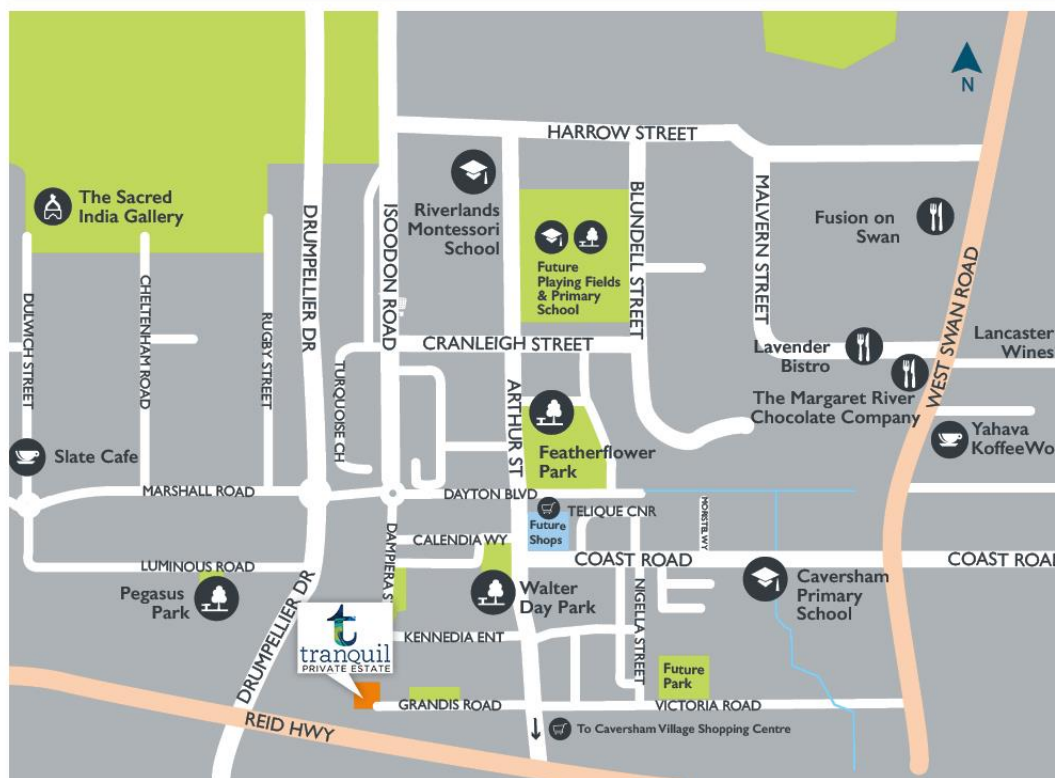 N
HARROW STREET
The Sacred
India Gallery
Riverlands
Montessori
School
Future
Playing Fields
& Primary
School
Fusion on
Swan
DRUMPELLIER DR
ISOODON ROAD
BLUNDELL STREET
MALVERN STREET
WEST SWAN ROAD
DULWICH STREET
CHELTENHAM ROAD
RUGBY STREET
TURQUOISE CH
CRANLEIGH STREET
Lavender
Bistro
Lancaster
Wines
The Margaret River
Chocolate Company
ARTHUR ST
Featherflower
Park
Yahava
KoffeeWo
Slate Cafe
MARSHALL ROAD
DAYTON BLVD
TELIQUE CNR
Future
Shops
CALENDIA WY
COAST ROAD
COAST ROAD
LUMINOUS ROAD
DAMPIERA S
Pegasus
Park
Walter
Day Park
NIGELLA STREET
Caversham
Primary
School
DRUMPELLIER DR
t
tranquil
PRIVATE ESTATE
KENNEDIA ENT
Future
Park
GRANDIS ROAD
VICTORIA ROAD
REID HWY
To Caversham Village Shopping Centre